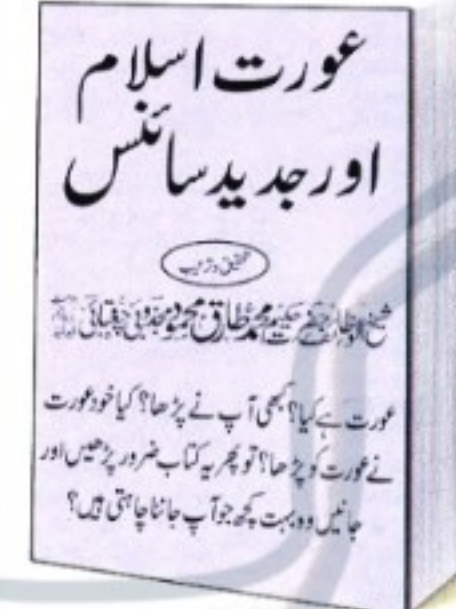 عورت اسلام
اور جدید سائنس
تحقیق و ترتیب
حکیم محمد طارق محمود مجذوبی چغتائی
عورت ہے کیا؟ کبھی آپ نے پڑھا؟ کیا خود عورت
نے عورت کو پڑھا؟ تو پھر یہ کتاب ضرور پڑھیں اور
جانیں وہ بہت کچھ جو آپ جاننا چاہتی ہیں؟